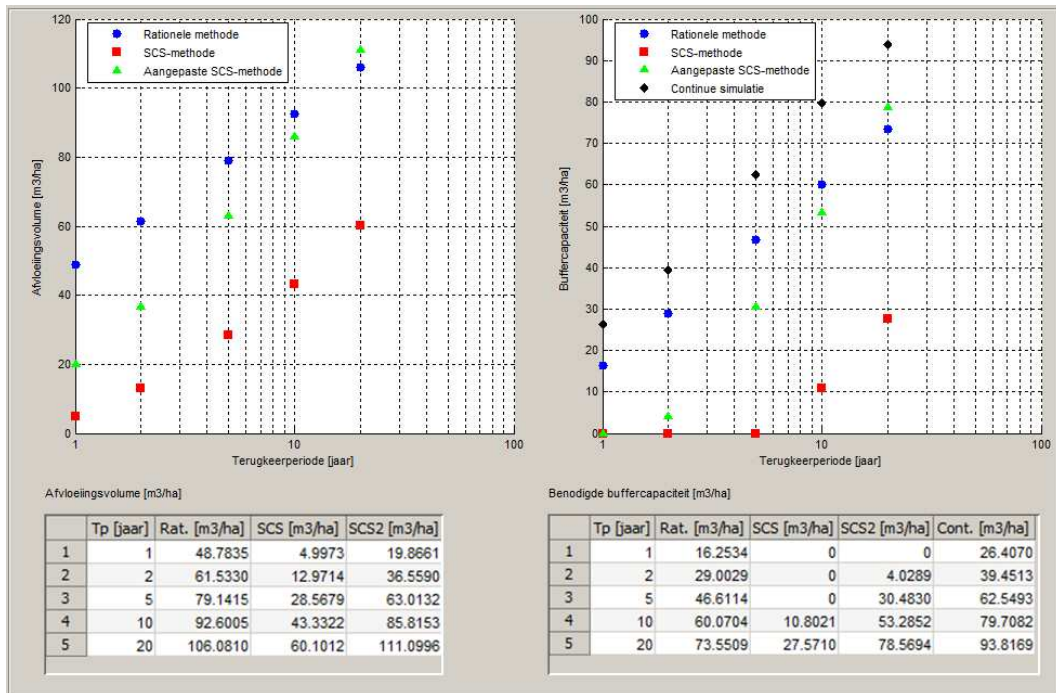 Rationele methode
SCS-methode
Aangepaste SCS-methode
120
100
80
60
40
20
0
1
10
100
Afvloeiingsvolume [m3/ha]
Terugkeerperiode [jaar]
Rationele methode
SCS-methode
Aangepaste SCS-methode
Continue simulatie
100
90
80
70
60
50
40
30
20
10
0
1
10
100
Buffercapaciteit [m3/ha]
Terugkeerperiode [jaar]
Afvloeiingsvolume [m3/ha]
Tp [jaar] Rat. [m3/ha] SCS [m3/ha] SCS2 [m3/ha]
1 1 48.7835 4.9973 19.8661
2 2 61.5330 12.9714 36.5590
3 5 79.1415 28.5679 63.0132
4 10 92.6005 43.3322 85.8153
5 20 106.0810 60.1012 111.0996
Benodigde buffercapaciteit [m3/ha]
Tp [jaar] Rat. [m3/ha] SCS [m3/ha] SCS2 [m3/ha] Cont. [m3/ha]
1 1 16.2534 0 0 26.4070
2 2 29.0029 0 4.0289 39.4513
3 5 46.6114 0 30.4830 62.5493
4 10 60.0704 10.8021 53.2852 79.7082
5 20 73.5509 27.5710 78.5694 93.8169